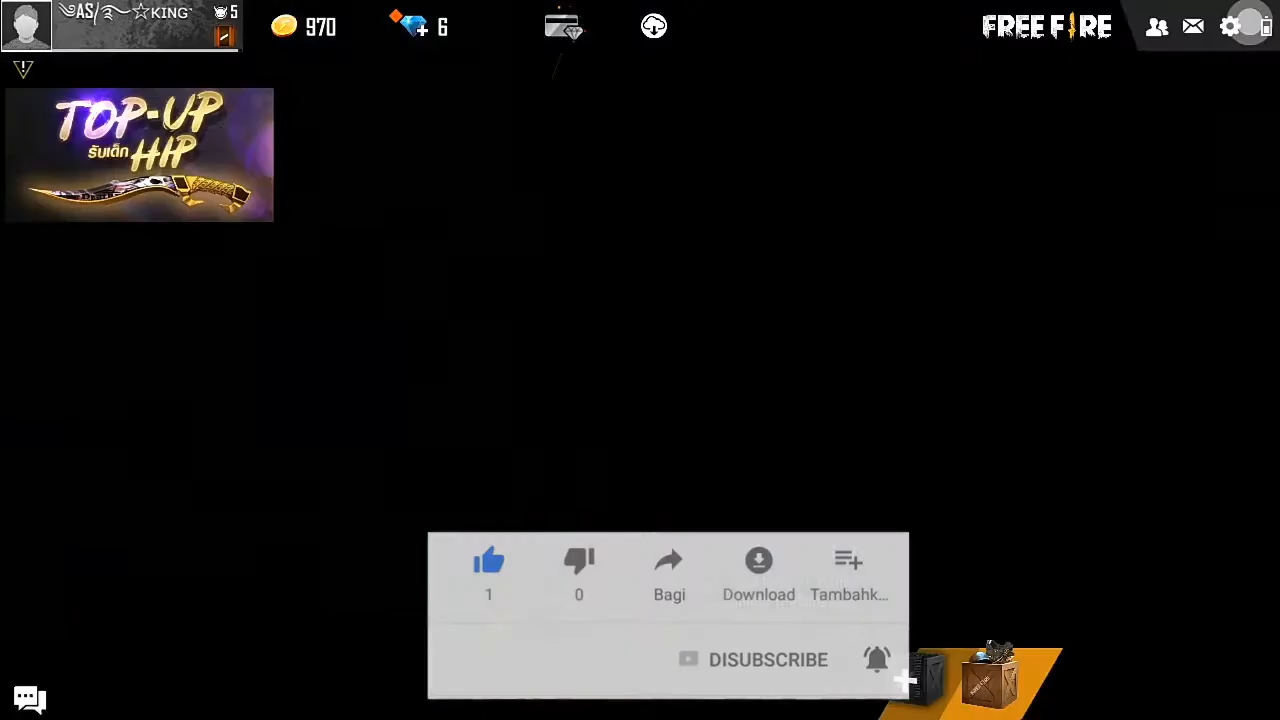 ༄AS/࿐☆KING 5
970
6
FREE FIRE
TOP-UP
รับเด็ก HIP
1
0
Bagi
Download
Tambahk...
DISUBSCRIBE